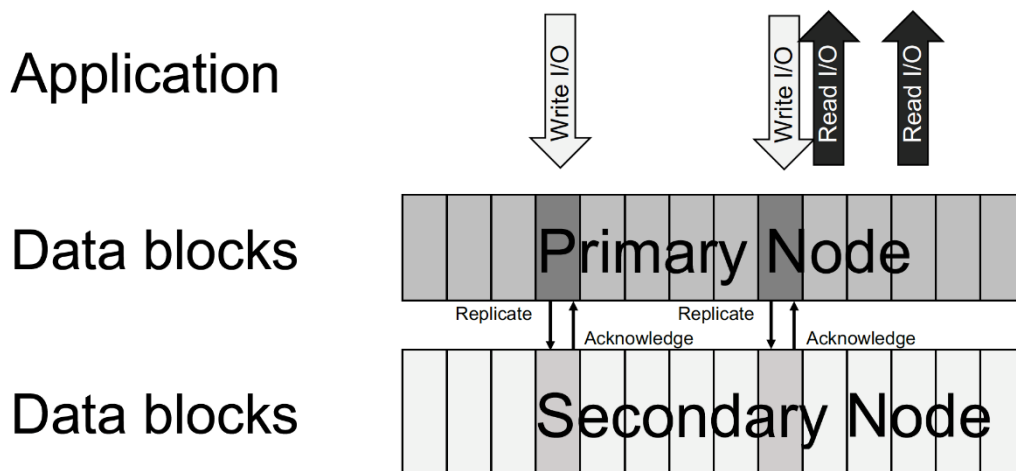 Application
Write I/O
Write I/O
Read I/O
Read I/O
Data blocks
Primary Node
Replicate
Acknowledge
Replicate
Acknowledge
Data blocks
Secondary Node